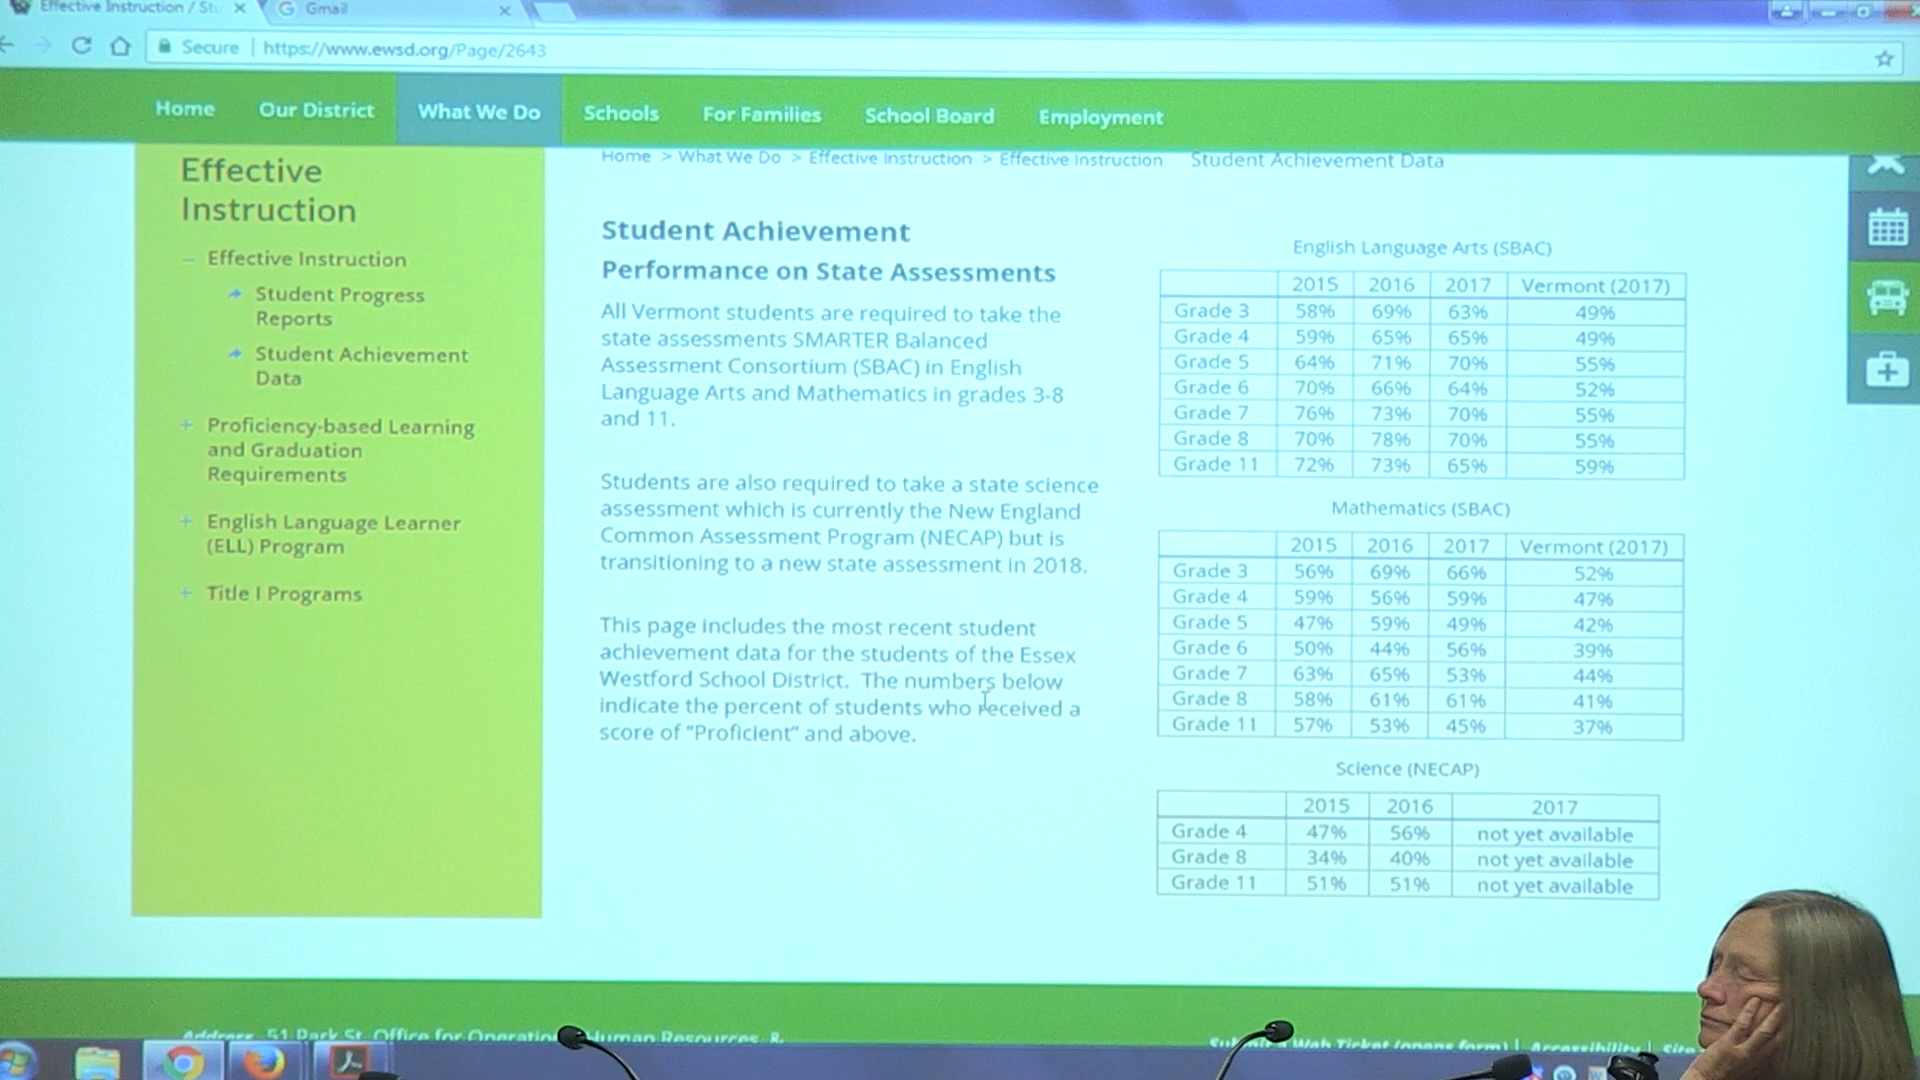 Effective Instruction / Stu
Gmail
Secure | https://www.ewsd.org/Page/2643
Home Our District What We Do Schools For Families School Board Employment
Home > What We Do > Effective Instruction > Effective Instruction Student Achievement Data
Effective
Instruction
– Effective Instruction
Student Progress
Reports
Student Achievement
Data
+ Proficiency-based Learning
and Graduation
Requirements
+ English Language Learner
(ELL) Program
+ Title I Programs
Student Achievement
Performance on State Assessments
All Vermont students are required to take the
state assessments SMARTER Balanced
Assessment Consortium (SBAC) in English
Language Arts and Mathematics in grades 3-8
and 11.
Students are also required to take a state science
assessment which is currently the New England
Common Assessment Program (NECAP) but is
transitioning to a new state assessment in 2018.
This page includes the most recent student
achievement data for the students of the Essex
Westford School District. The numbers below
indicate the percent of students who received a
score of "Proficient" and above.
English Language Arts (SBAC)
2015 2016 2017 Vermont (2017)
Grade 3 58% 69% 63% 49%
Grade 4 59% 65% 65% 49%
Grade 5 64% 71% 70% 55%
Grade 6 70% 66% 64% 52%
Grade 7 76% 73% 70% 55%
Grade 8 70% 78% 70% 55%
Grade 11 72% 73% 65% 59%
Mathematics (SBAC)
2015 2016 2017 Vermont (2017)
Grade 3 56% 69% 66% 52%
Grade 4 59% 56% 59% 47%
Grade 5 47% 59% 49% 42%
Grade 6 50% 44% 56% 39%
Grade 7 63% 65% 53% 44%
Grade 8 58% 61% 61% 41%
Grade 11 57% 53% 45% 37%
Science (NECAP)
2015 2016 2017
Grade 4 47% 56% not yet available
Grade 8 34% 40% not yet available
Grade 11 51% 51% not yet available
Address 51 Park St. Office for Human Resources, &
Web Ticket (opens form) | Accessibility | Site